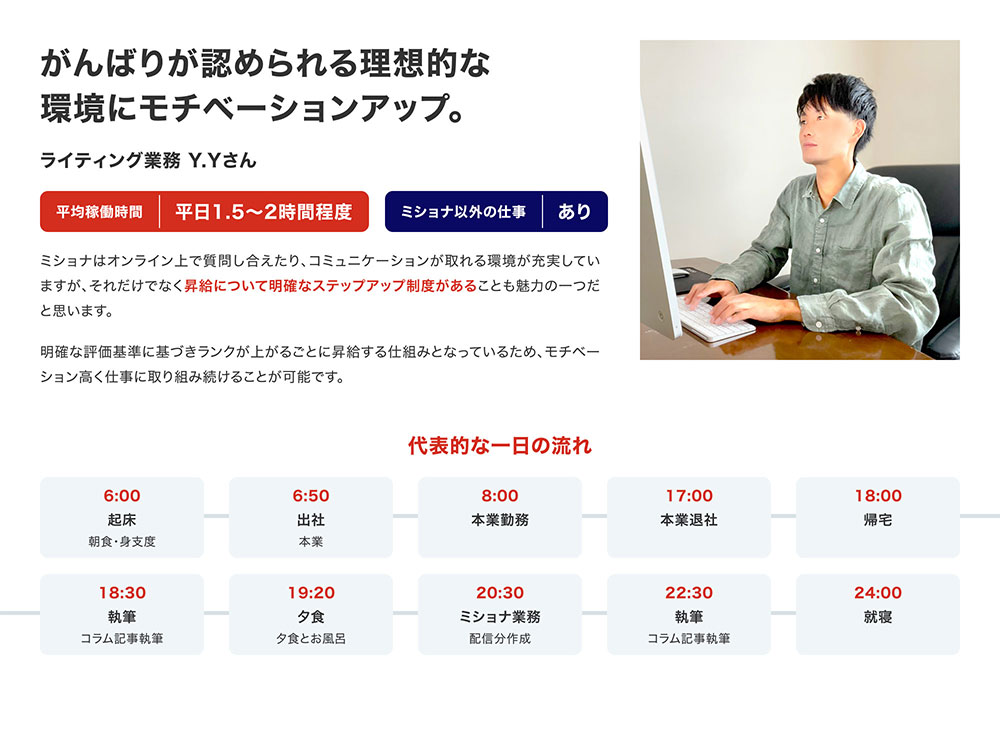 がんばりが認められる理想的な
環境にモチベーションアップ。
ライティング業務 Y.Yさん
平均稼働時間 平日1.5〜2時間程度 ミショナ以外の仕事 あり
ミショナはオンライン上で質問し合えたり、コミュニケーションが取れる環境が充実してい
ますが、それだけでなく昇給について明確なステップアップ制度があることも魅力の一つだ
と思います。
明確な評価基準に基づきランクが上がるごとに昇給する仕組みとなっているため、モチベー
ション高く仕事に取り組み続けることが可能です。
代表的な一日の流れ
6:00 6:50 8:00 17:00 18:00
起床 出社 本業勤務 本業退社 帰宅
朝食・身支度 本業
18:30 19:20 20:30 22:30 24:00
執筆 夕食 ミショナ業務 執筆 就寝
コラム記事執筆 夕食とお風呂 配信分作成 コラム記事執筆